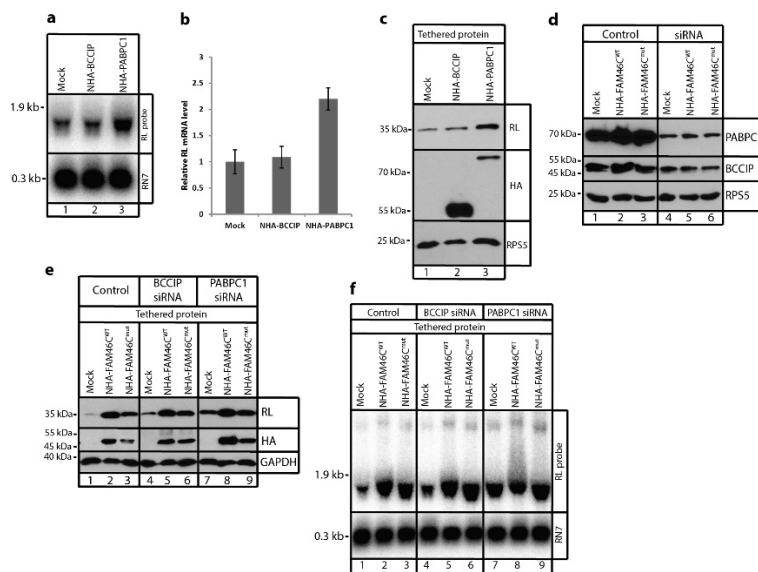 a
Mock
NHA-BCCIP
NHA-PABPC1
1.9 kb
RL probe
0.3 kb
RN7
1 2 3
b
Relative RL mRNA level
2.5
2
1.5
1
0.5
0
Mock NHA-BCCIP NHA-PABPC1
c
Tethered protein
Mock
NHA-BCCIP
NHA-PABPC1
35 kDa
RL
70 kDa
HA
55 kDa
25 kDa
RPS5
1 2 3
d
Control siRNA
Mock
NHA-FAM46CWT
NHA-FAM46Cmut
Mock
NHA-FAM46CWT
NHA-FAM46Cmut
70 kDa
PABPC
55 kDa
45 kDa
BCCIP
25 kDa
RPS5
1 2 3 4 5 6
e
Control BCCIP siRNA PABPC1 siRNA
Tethered protein
Mock
NHA-FAM46CWT
NHA-FAM46Cmut
Mock
NHA-FAM46CWT
NHA-FAM46Cmut
Mock
NHA-FAM46CWT
NHA-FAM46Cmut
35 kDa
RL
55 kDa
45 kDa
HA
40 kDa
GAPDH
1 2 3 4 5 6 7 8 9
f
Control BCCIP siRNA PABPC1 siRNA
Tethered protein
Mock
NHA-FAM46CWT
NHA-FAM46Cmut
Mock
NHA-FAM46CWT
NHA-FAM46Cmut
Mock
NHA-FAM46CWT
NHA-FAM46Cmut
1.9 kb
RL probe
0.3 kb
RN7
1 2 3 4 5 6 7 8 9